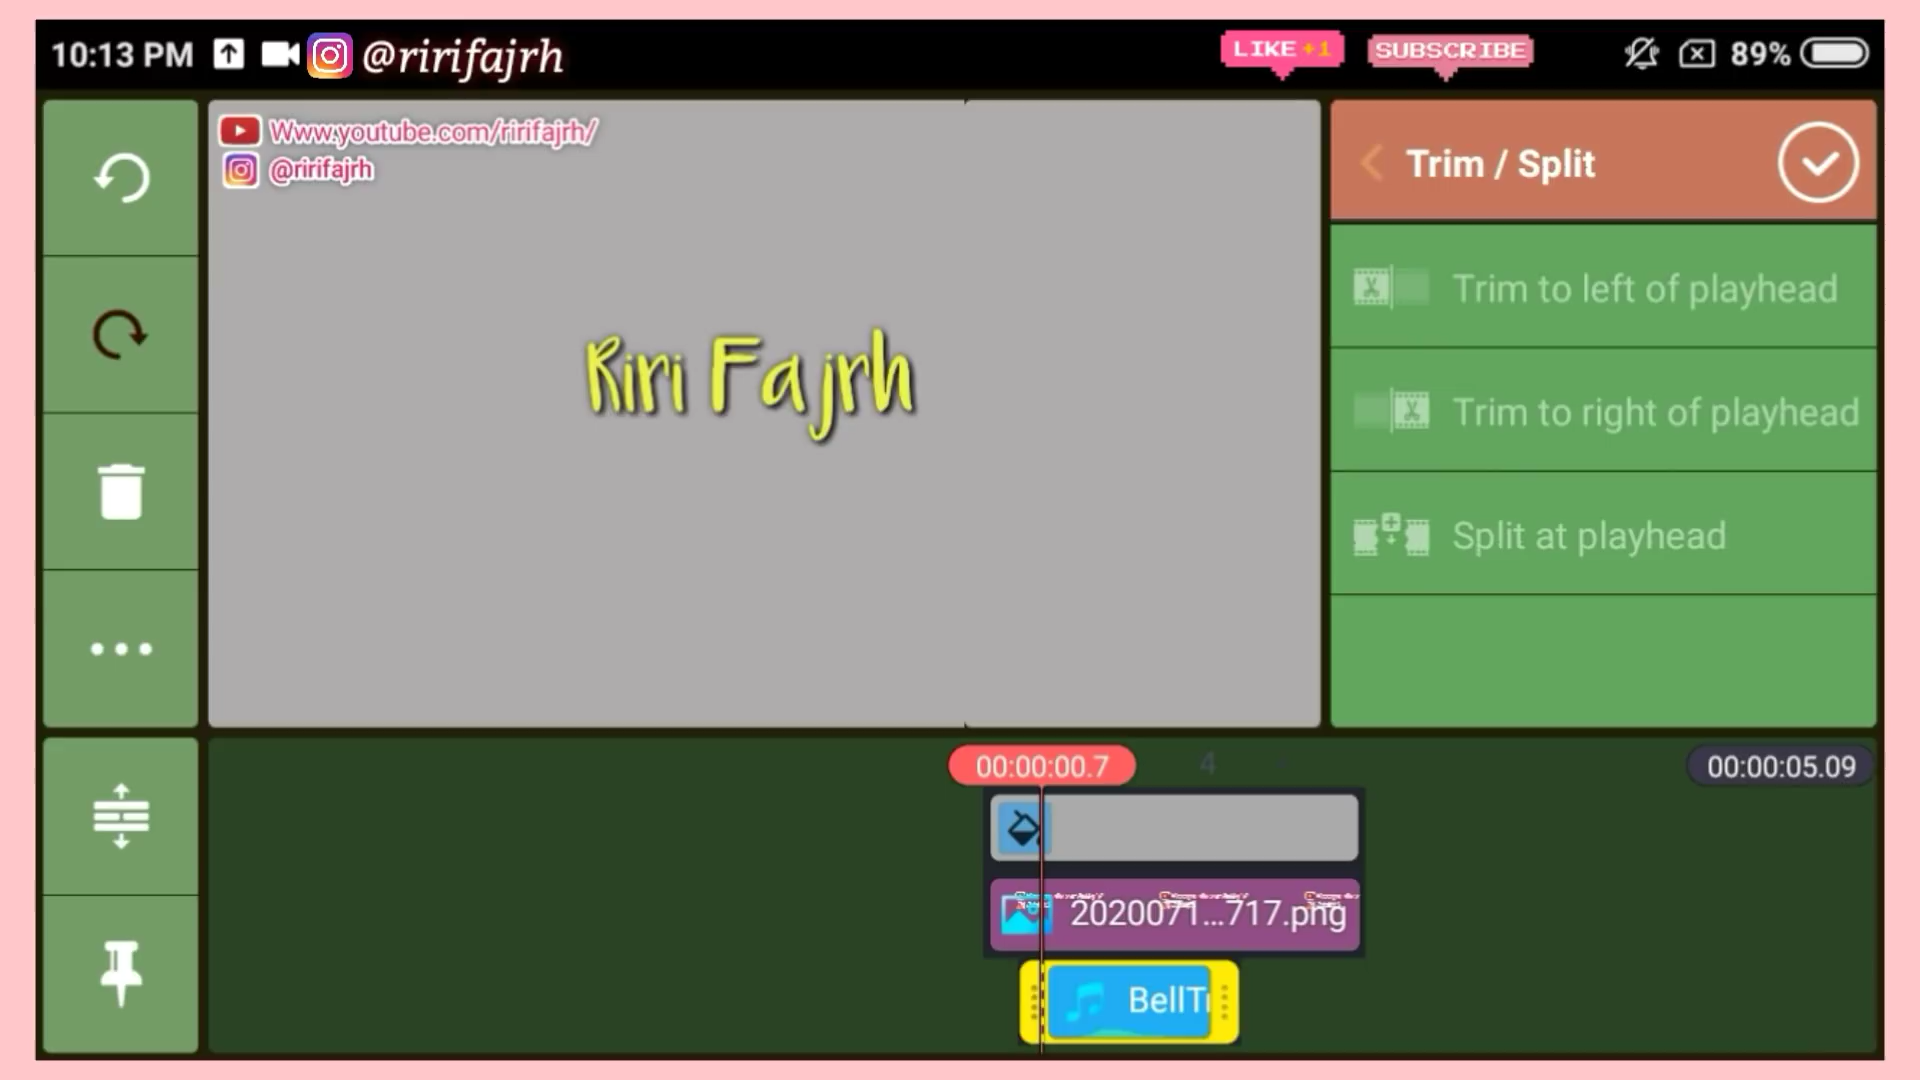 10:13 PM @ririfajrh LIKE +1 SUBSCRIBE 89%
Www.youtube.com/ririfajrh/
@ririfajrh
Riri Fajrh
Trim / Split
Trim to left of playhead
Trim to right of playhead
Split at playhead
00:00:00.7 4 00:00:05.09
2020071...717.png
BellTr